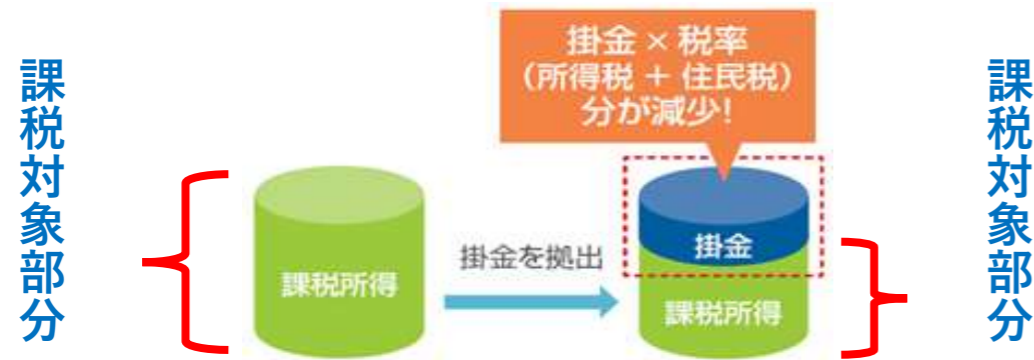 課税対象部分
掛金 × 税率
（所得税 + 住民税）
分が減少!
課税所得
掛金を拠出
掛金
課税所得
課税対象部分